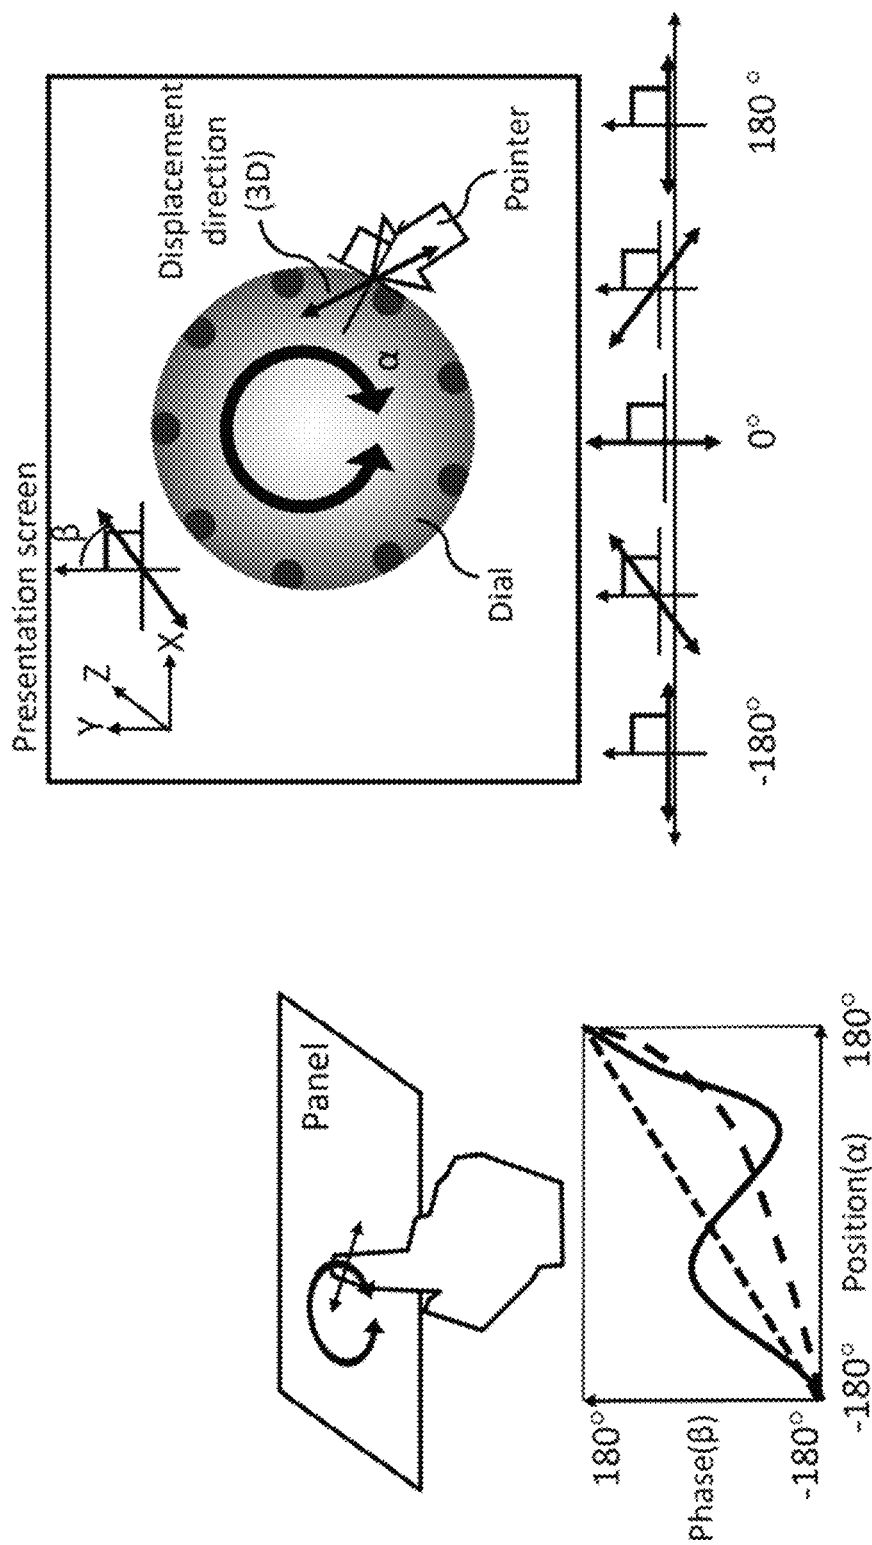 Panel
180°
Phase(β)
-180°
-180°
Position(α)
180°
Presentation screen
Y
Z
X
β
Displacement
direction
(3D)
α
Pointer
Dial
-180°
0°
180°